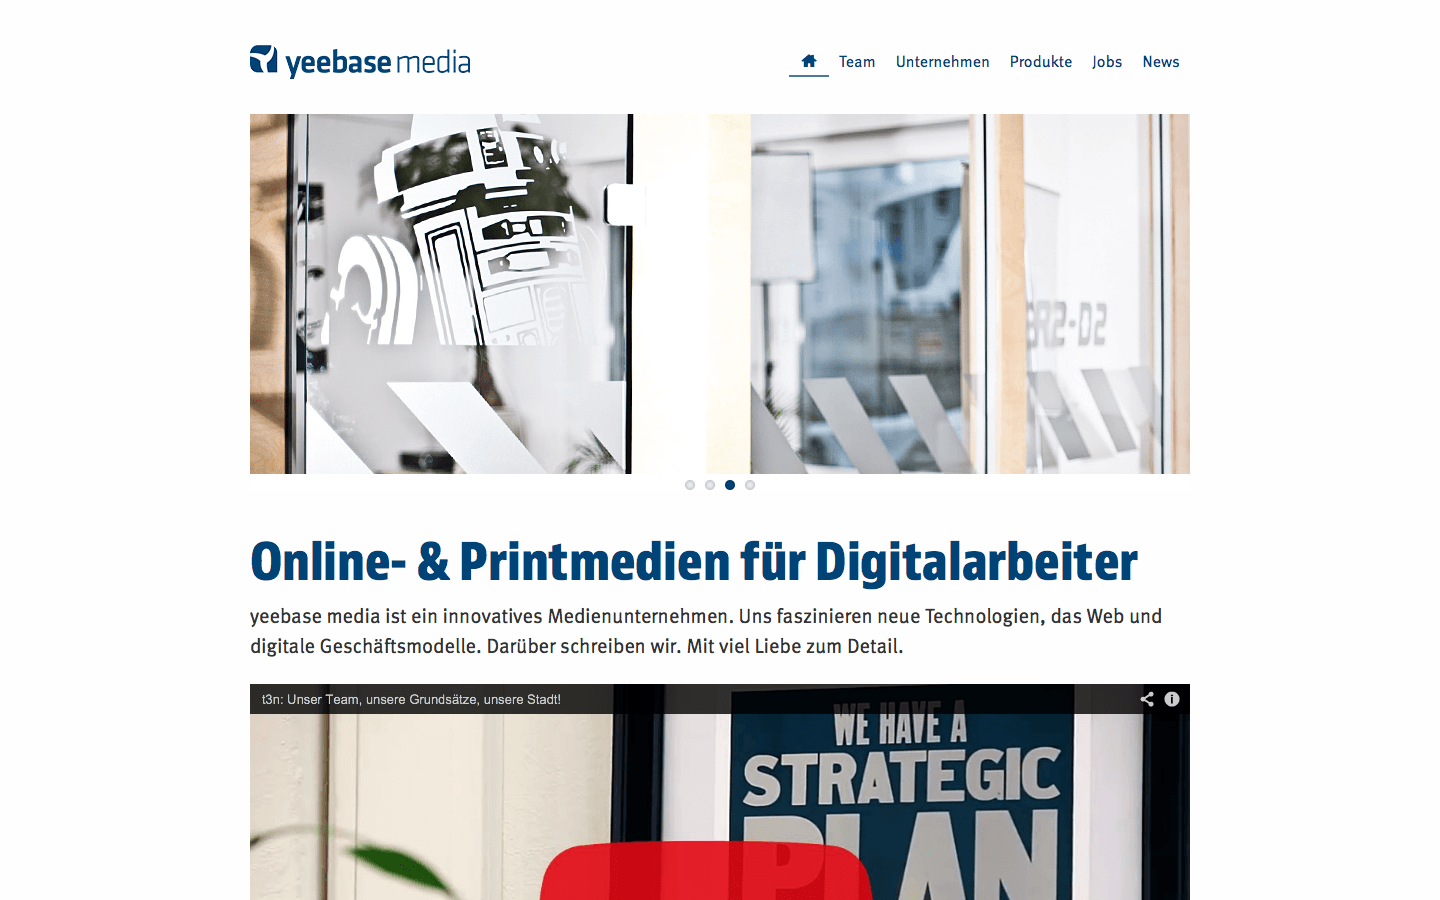 yeebase media
Team Unternehmen Produkte Jobs News
R2-D2
Online- & Printmedien für Digitalarbeiter
yeebase media ist ein innovatives Medienunternehmen. Uns faszinieren neue Technologien, das Web und
digitale Geschäftsmodelle. Darüber schreiben wir. Mit viel Liebe zum Detail.
t3n: Unser Team, unsere Grundsätze, unsere Stadt!
WE HAVE A
STRATEGIC
PLAN